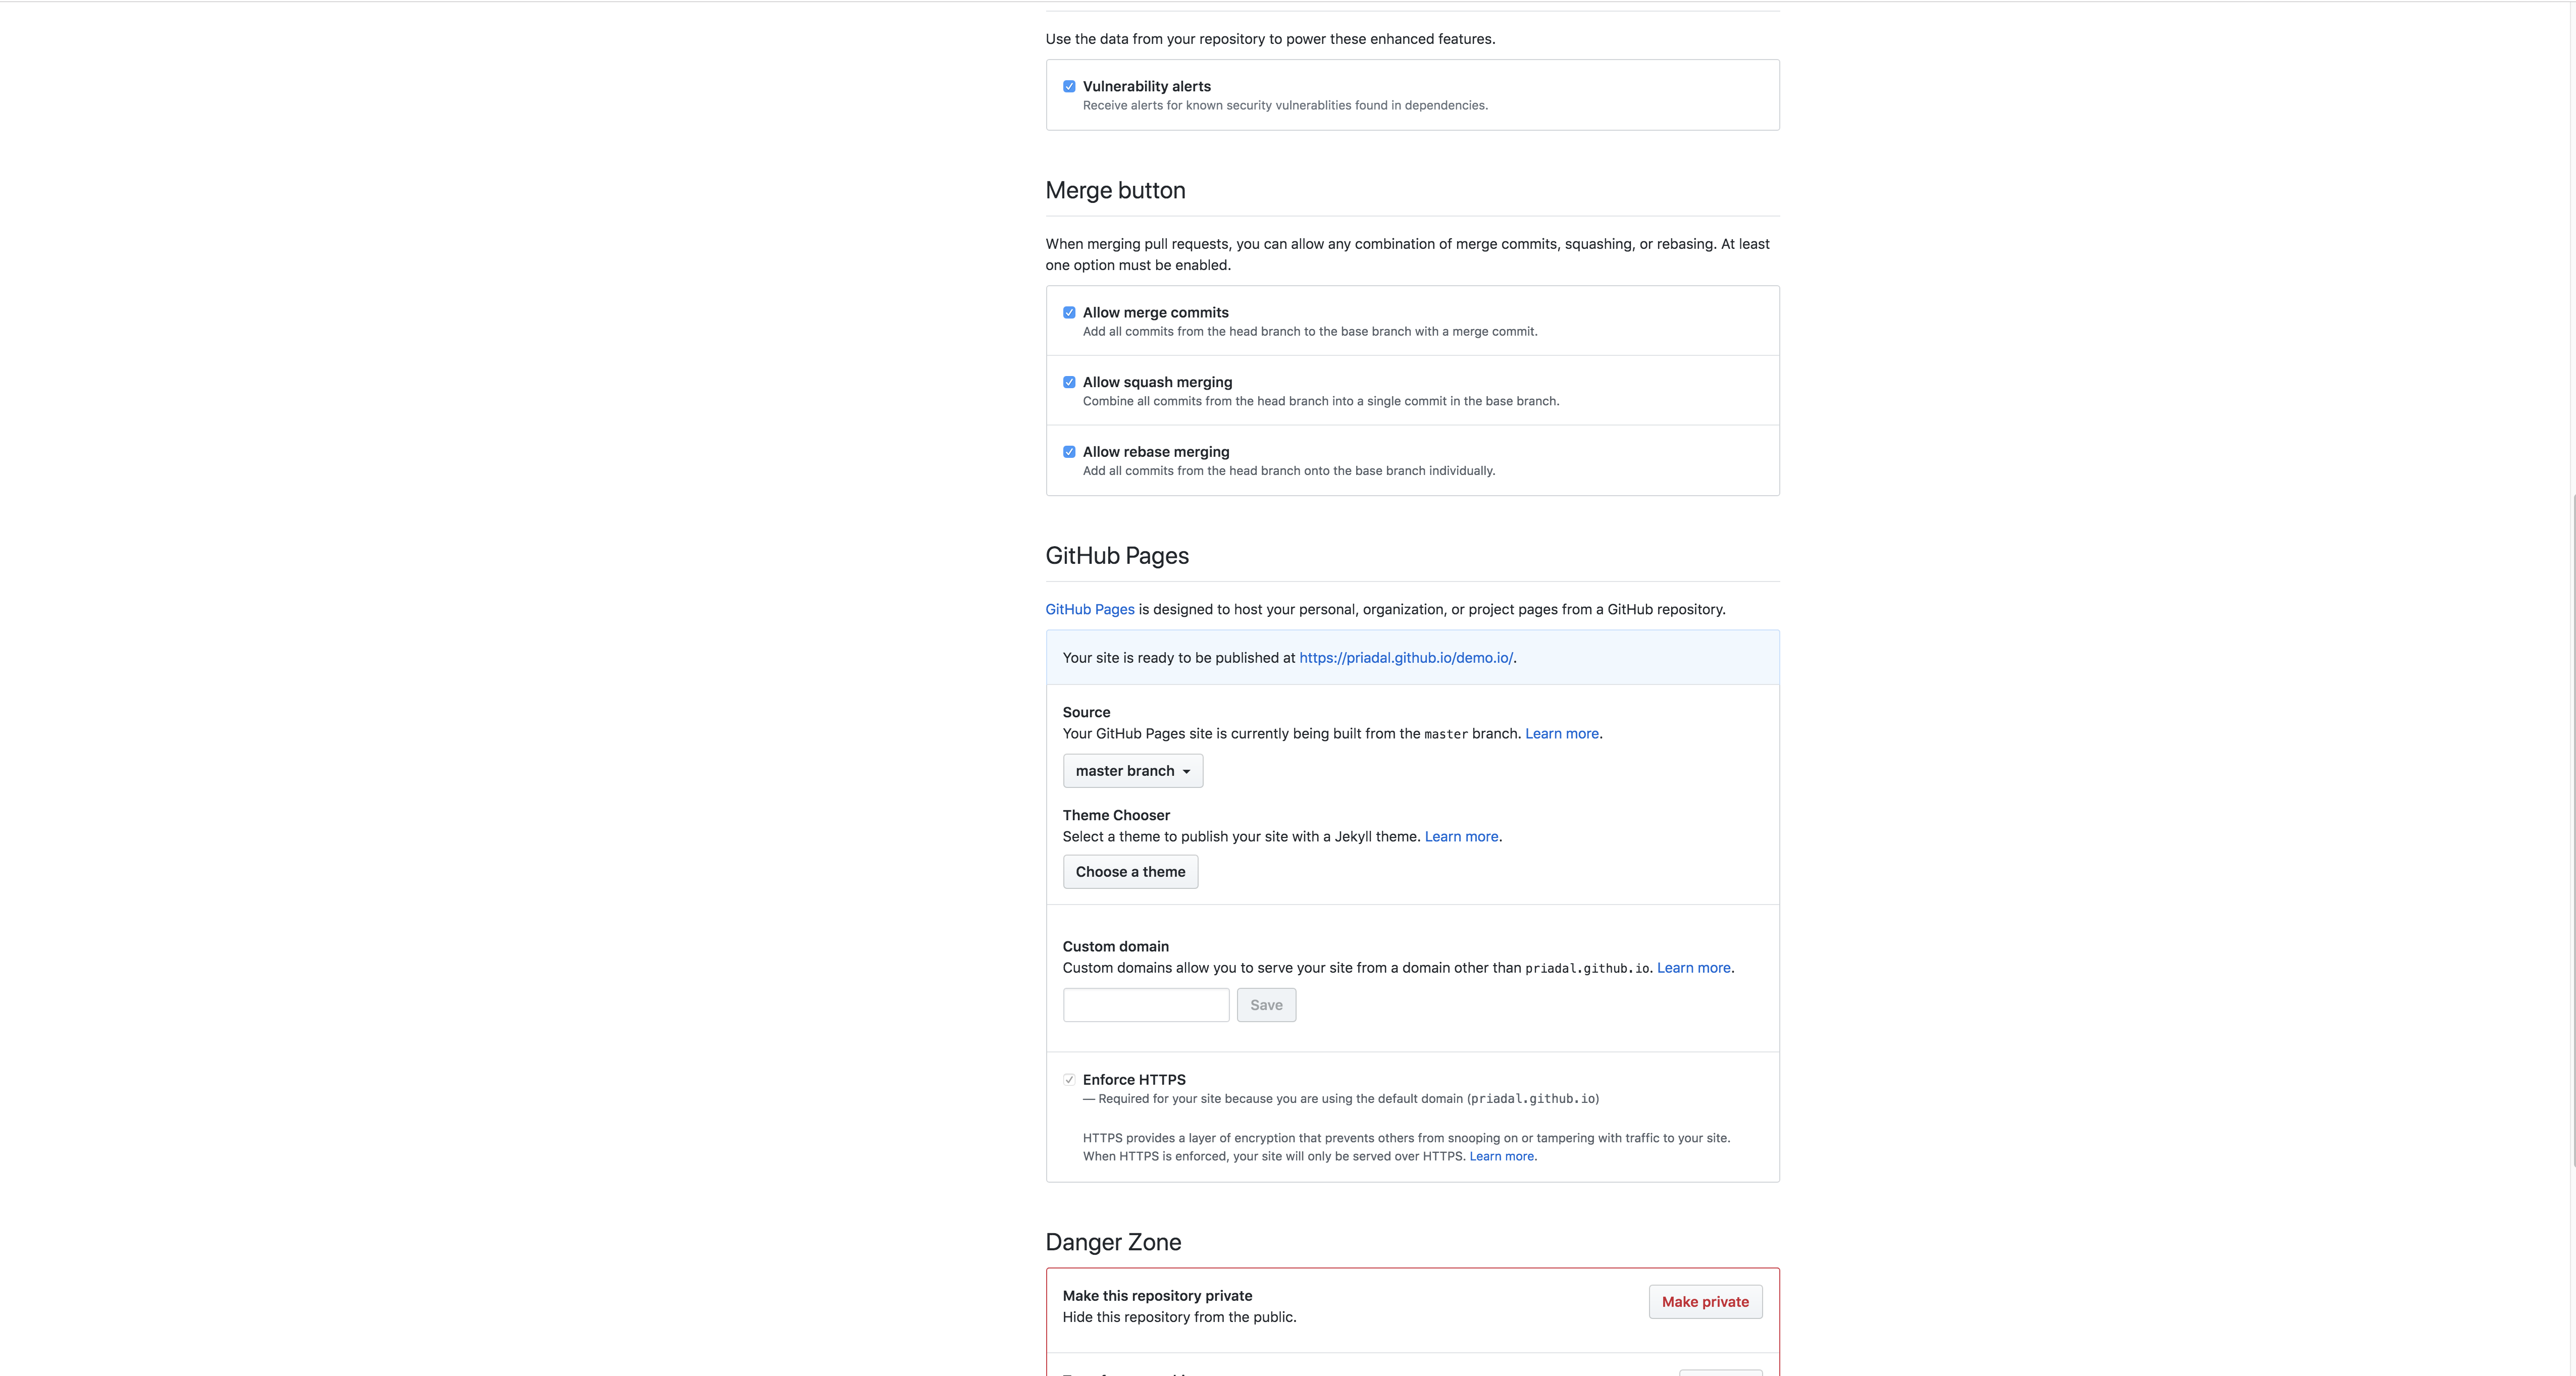 Use the data from your repository to power these enhanced features.
Vulnerability alerts
Receive alerts for known security vulnerablities found in dependencies.
Merge button
When merging pull requests, you can allow any combination of merge commits, squashing, or rebasing. At least
one option must be enabled.
Allow merge commits
Add all commits from the head branch to the base branch with a merge commit.
Allow squash merging
Combine all commits from the head branch into a single commit in the base branch.
Allow rebase merging
Add all commits from the head branch onto the base branch individually.
GitHub Pages
GitHub Pages is designed to host your personal, organization, or project pages from a GitHub repository.
Your site is ready to be published at https://priadal.github.io/demo.io/.
Source
Your GitHub Pages site is currently being built from the master branch. Learn more.
master branch
Theme Chooser
Select a theme to publish your site with a Jekyll theme. Learn more.
Choose a theme
Custom domain
Custom domains allow you to serve your site from a domain other than priadal.github.io. Learn more.
Save
Enforce HTTPS
— Required for your site because you are using the default domain (priadal.github.io)
HTTPS provides a layer of encryption that prevents others from snooping on or tampering with traffic to your site.
When HTTPS is enforced, your site will only be served over HTTPS. Learn more.
Danger Zone
Make this repository private
Make private
Hide this repository from the public.